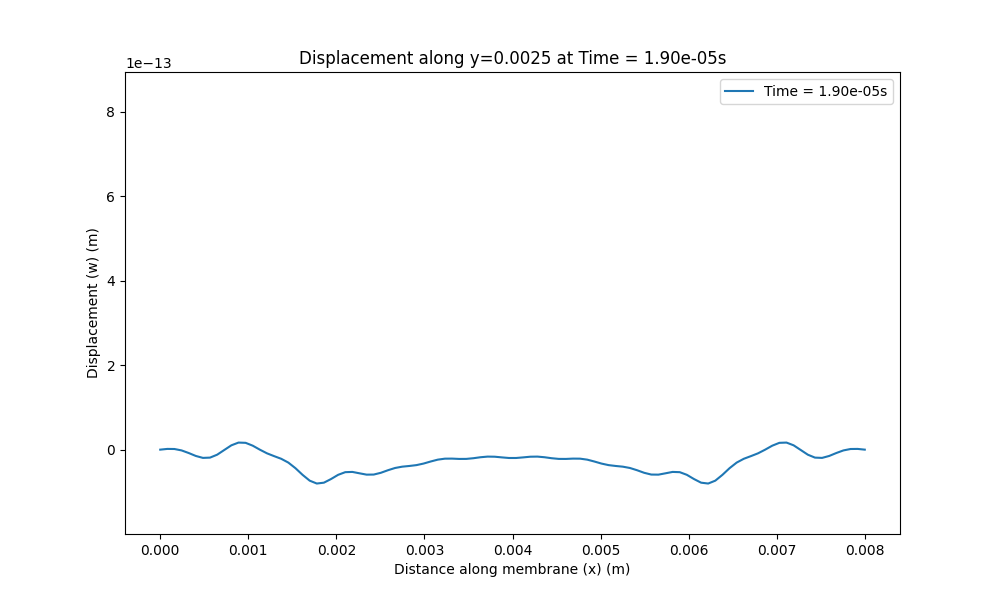 Displacement along y=0.0025 at Time = 1.90e-05s
1e−13
Time = 1.90e-05s
8
6
4
2
0
Displacement (w) (m)
0.000 0.001 0.002 0.003 0.004 0.005 0.006 0.007 0.008
Distance along membrane (x) (m)